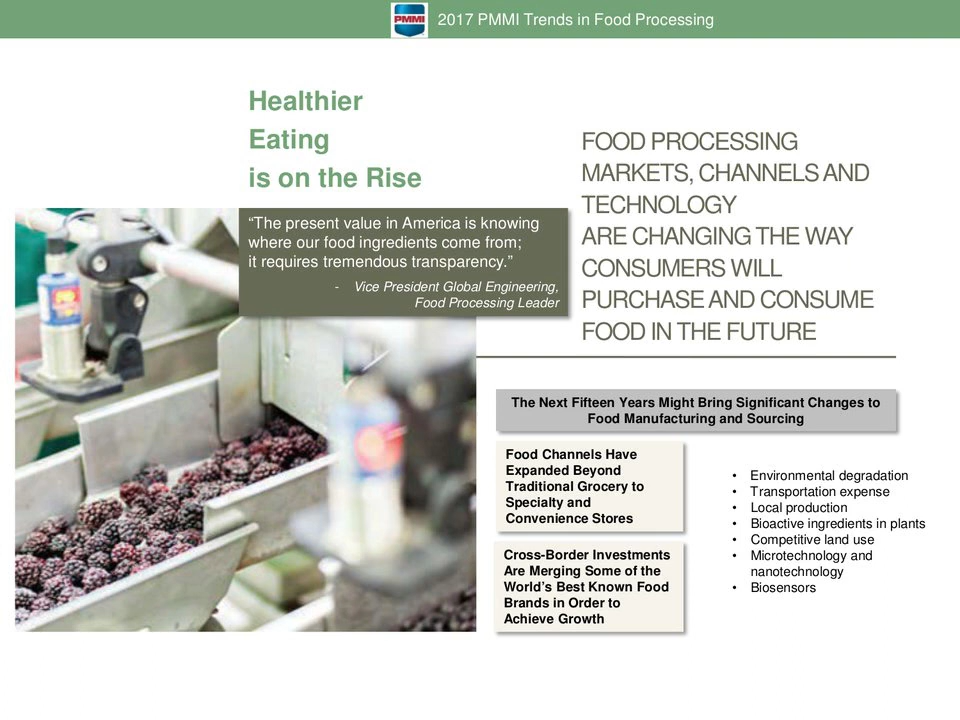 PMMI
2017 PMMI Trends in Food Processing
Healthier
Eating
is on the Rise
“The present value in America is knowing
where our food ingredients come from;
it requires tremendous transparency.”
- Vice President Global Engineering,
Food Processing Leader
FOOD PROCESSING
MARKETS, CHANNELS AND
TECHNOLOGY
ARE CHANGING THE WAY
CONSUMERS WILL
PURCHASE AND CONSUME
FOOD IN THE FUTURE
The Next Fifteen Years Might Bring Significant Changes to
Food Manufacturing and Sourcing
Food Channels Have
Expanded Beyond
Traditional Grocery to
Specialty and
Convenience Stores
Cross-Border Investments
Are Merging Some of the
World’s Best Known Food
Brands in Order to
Achieve Growth
• Environmental degradation
• Transportation expense
• Local production
• Bioactive ingredients in plants
• Competitive land use
• Microtechnology and
nanotechnology
• Biosensors